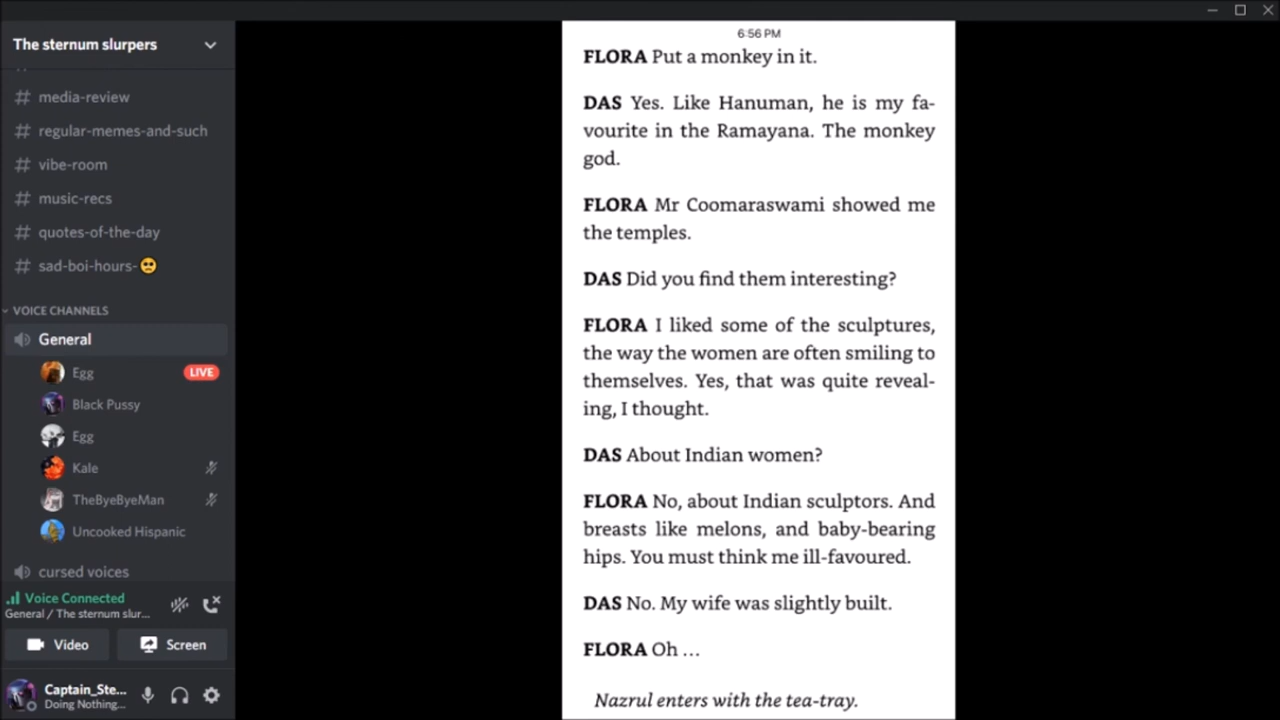 The sternum slurpers
# media-review
# regular-memes-and-such
# vibe-room
# music-recs
# quotes-of-the-day
# sad-boi-hours-🥺
VOICE CHANNELS
General
Egg LIVE
Black Pussy
Egg
Kale
TheByeByeMan
Uncooked Hispanic
cursed voices
Voice Connected
General / The sternum slur...
Video Screen
Captain_Ste...
Doing Nothing...
6:56 PM
FLORA Put a monkey in it.
DAS Yes. Like Hanuman, he is my fa-
vourite in the Ramayana. The monkey
god.
FLORA Mr Coomaraswami showed me
the temples.
DAS Did you find them interesting?
FLORA I liked some of the sculptures,
the way the women are often smiling to
themselves. Yes, that was quite reveal-
ing, I thought.
DAS About Indian women?
FLORA No, about Indian sculptors. And
breasts like melons, and baby-bearing
hips. You must think me ill-favoured.
DAS No. My wife was slightly built.
FLORA Oh ...
Nazrul enters with the tea-tray.